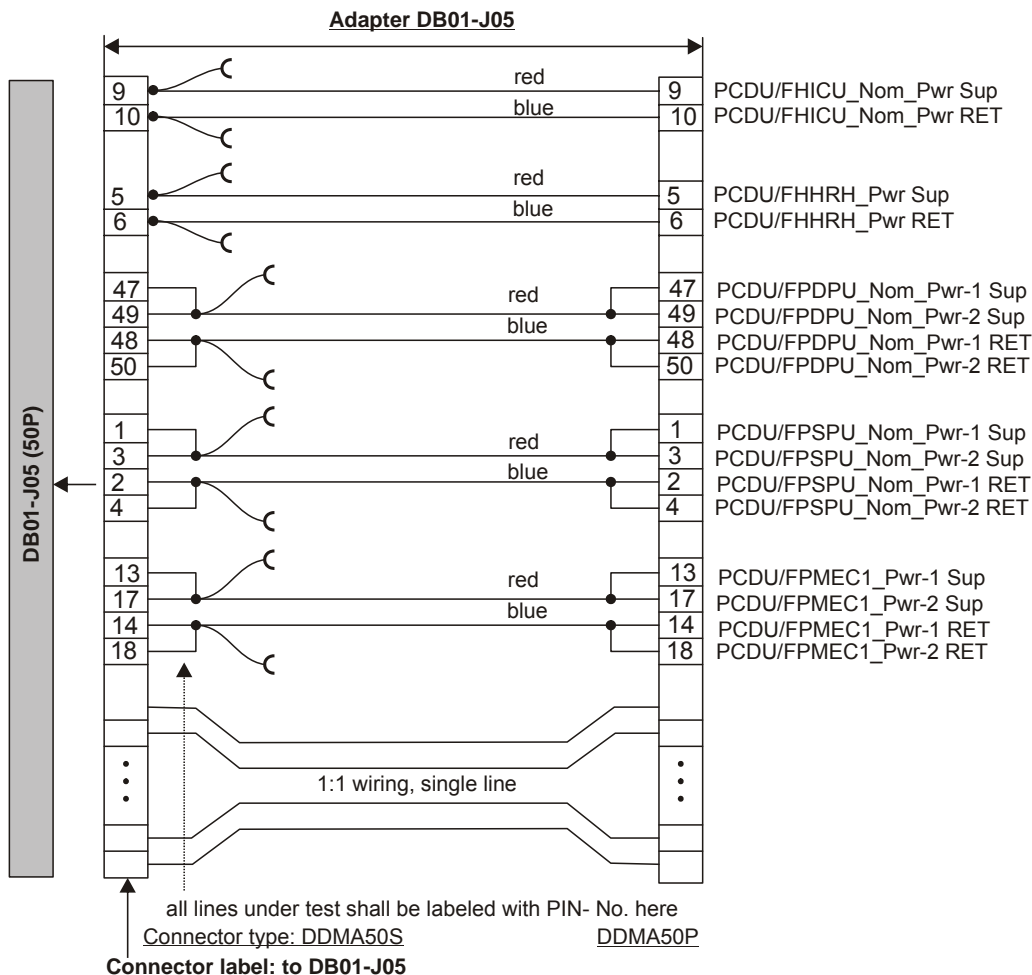 Adapter DB01-J05
9 red 9 PCDU/FHICU_Nom_Pwr Sup
10 blue 10 PCDU/FHICU_Nom_Pwr RET
5 red 5 PCDU/FHHRH_Pwr Sup
6 blue 6 PCDU/FHHRH_Pwr RET
47 red 47 PCDU/FPDPU_Nom_Pwr-1 Sup
49 blue 49 PCDU/FPDPU_Nom_Pwr-2 Sup
48 48 PCDU/FPDPU_Nom_Pwr-1 RET
50 50 PCDU/FPDPU_Nom_Pwr-2 RET
DB01-J05 (50P)
1 red 1 PCDU/FPSPU_Nom_Pwr-1 Sup
3 blue 3 PCDU/FPSPU_Nom_Pwr-2 Sup
2 2 PCDU/FPSPU_Nom_Pwr-1 RET
4 4 PCDU/FPSPU_Nom_Pwr-2 RET
13 red 13 PCDU/FPMEC1_Pwr-1 Sup
17 blue 17 PCDU/FPMEC1_Pwr-2 Sup
14 14 PCDU/FPMEC1_Pwr-1 RET
18 18 PCDU/FPMEC1_Pwr-2 RET
1:1 wiring, single line
all lines under test shall be labeled with PIN- No. here
Connector type: DDMA50S DDMA50P
Connector label: to DB01-J05